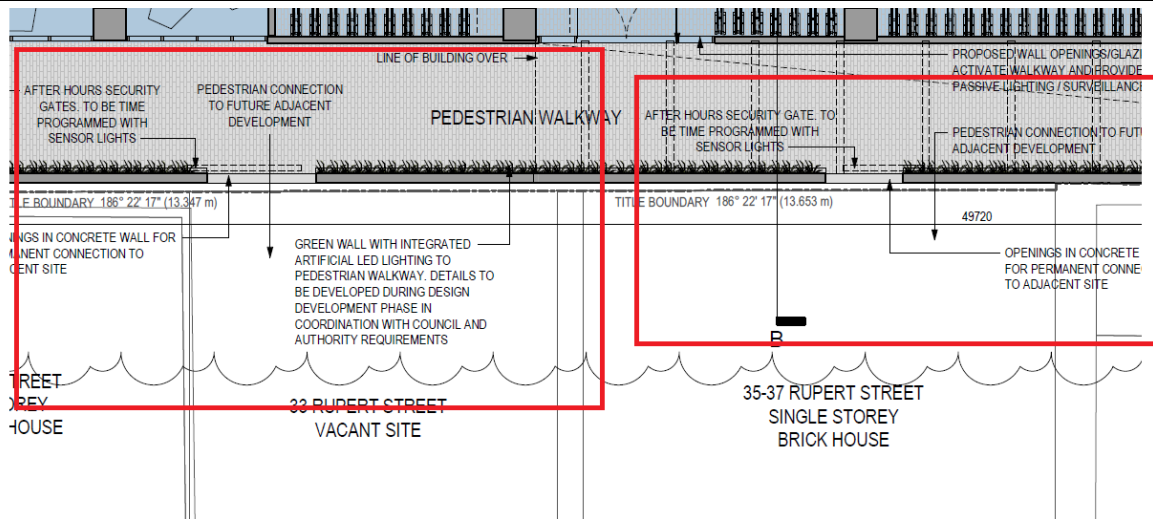 LINE OF BUILDING OVER
PROPOSED WALL OPENINGS/GLAZI
ACTIVATE WALKWAY AND PROVIDE
PASSIVE LIGHTING / SURVEILLANCE
AFTER HOURS SECURITY
GATES. TO BE TIME
PROGRAMMED WITH
SENSOR LIGHTS
PEDESTRIAN CONNECTION
TO FUTURE ADJACENT
DEVELOPMENT
PEDESTRIAN WALKWAY
AFTER HOURS SECURITY GATE. TO
BE TIME PROGRAMMED WITH
SENSOR LIGHTS
PEDESTRIAN CONNECTION TO FUTU
ADJACENT DEVELOPMENT
TITLE BOUNDARY 186° 22' 17" (13.347 m)
TITLE BOUNDARY 186° 22' 17" (13.653 m)
49720
NINGS IN CONCRETE WALL FOR
MANENT CONNECTION TO
CENT SITE
GREEN WALL WITH INTEGRATED
ARTIFICIAL LED LIGHTING TO
PEDESTRIAN WALKWAY. DETAILS TO
BE DEVELOPED DURING DESIGN
DEVELOPMENT PHASE IN
COORDINATION WITH COUNCIL AND
AUTHORITY REQUIREMENTS
OPENINGS IN CONCRETE
FOR PERMANENT CONNE
TO ADJACENT SITE
B
TREET
OREY
HOUSE
33 RUPERT STREET
VACANT SITE
35-37 RUPERT STREET
SINGLE STOREY
BRICK HOUSE